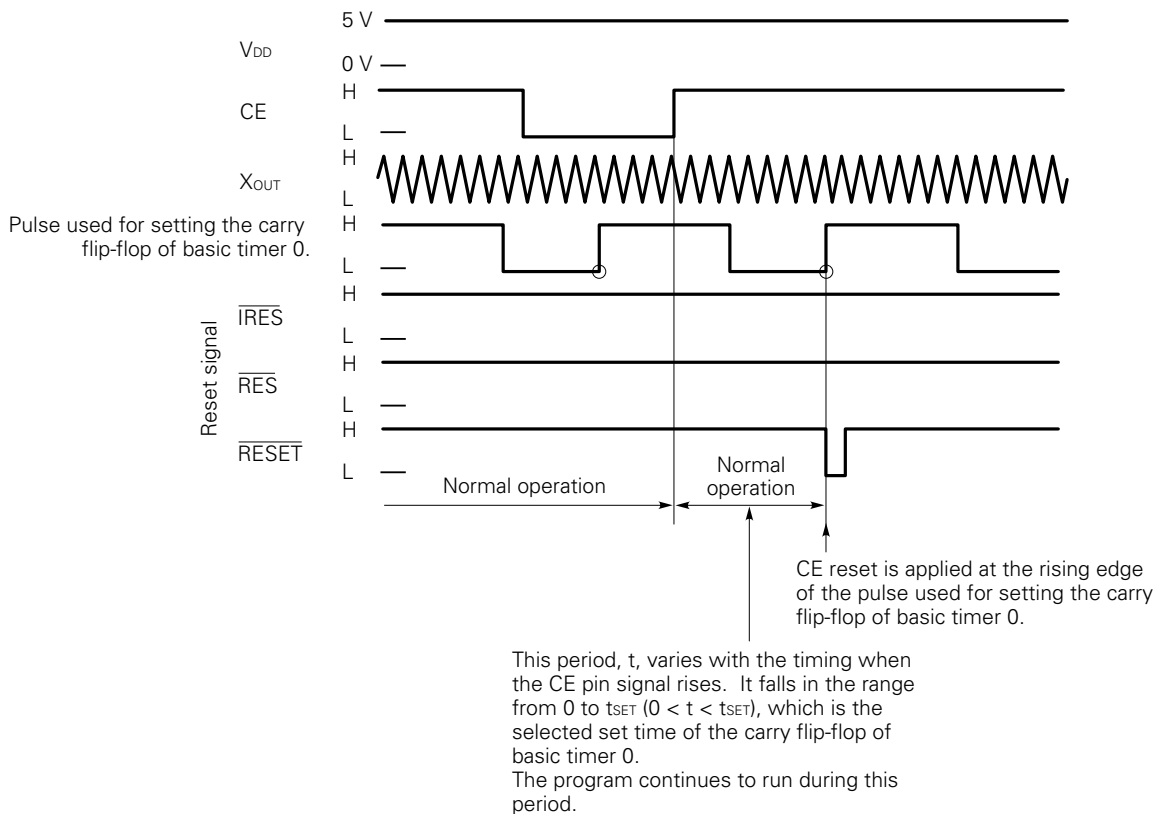 5 V
VDD
0 V
H
CE
L
H
XOUT
L
Pulse used for setting the carry
flip-flop of basic timer 0.
H
L
H
IRES
L
H
RES
L
H
RESET
L
Reset signal
Normal operation
Normal
operation
CE reset is applied at the rising edge
of the pulse used for setting the carry
flip-flop of basic timer 0.
This period, t, varies with the timing when
the CE pin signal rises. It falls in the range
from 0 to tSET (0 < t < tSET), which is the
selected set time of the carry flip-flop of
basic timer 0.
The program continues to run during this
period.